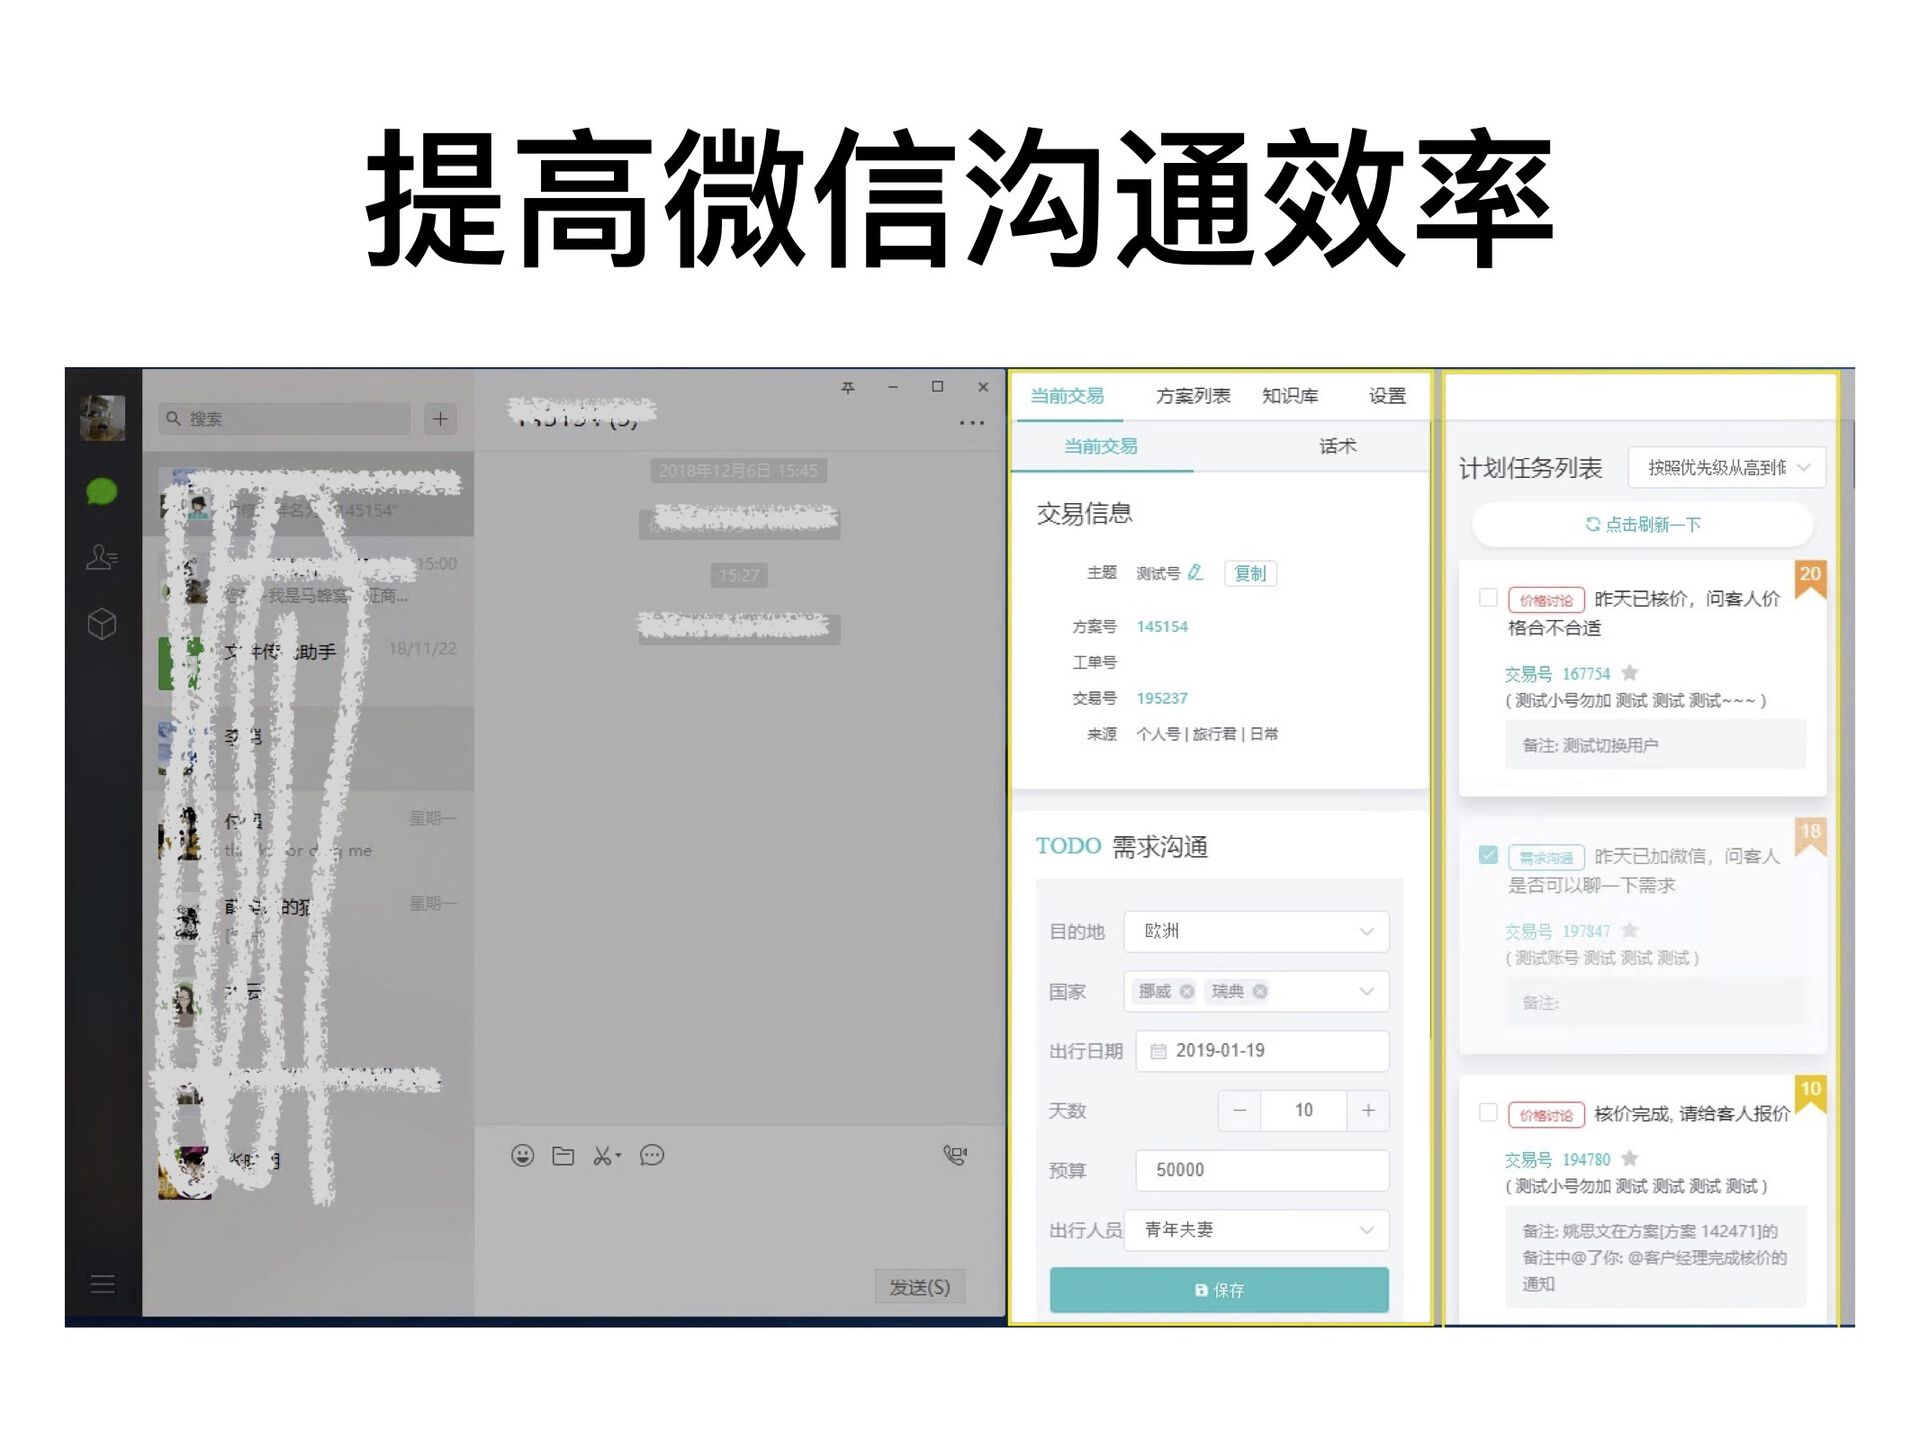 提高微信沟通效率
搜索
2018年12月6日 15:45
145154"
15:00
我是马蜂窝
15:27
18/11/22
助手
星期一
me
星期一
的猫
发送(S)
当前交易 方案列表 知识库 设置
当前交易 话术
交易信息
主题 测试号 复制
方案号 145154
工单号
交易号 195237
来源 个人号 | 旅行君 | 日常
TODO 需求沟通
目的地 欧洲
国家 挪威 瑞典
出行日期 2019-01-19
天数 10
预算 50000
出行人员 青年夫妻
保存
计划任务列表 按照优先级从高到低
点击刷新一下
20
价格讨论 昨天已核价，问客人价
格合不合适
交易号 167754
( 测试小号勿加 测试 测试 测试~~~ )
备注: 测试切换用户
18
需求沟通 昨天已加微信，问客人
是否可以聊一下需求
交易号 197847
( 测试账号 测试 测试 测试 )
备注:
10
价格讨论 核价完成, 请给客人报价
交易号 194780
( 测试小号勿加 测试 测试 测试 测试 )
备注: 姚思文在方案[方案 142471]的
备注中@了你: @客户经理完成核价的
通知